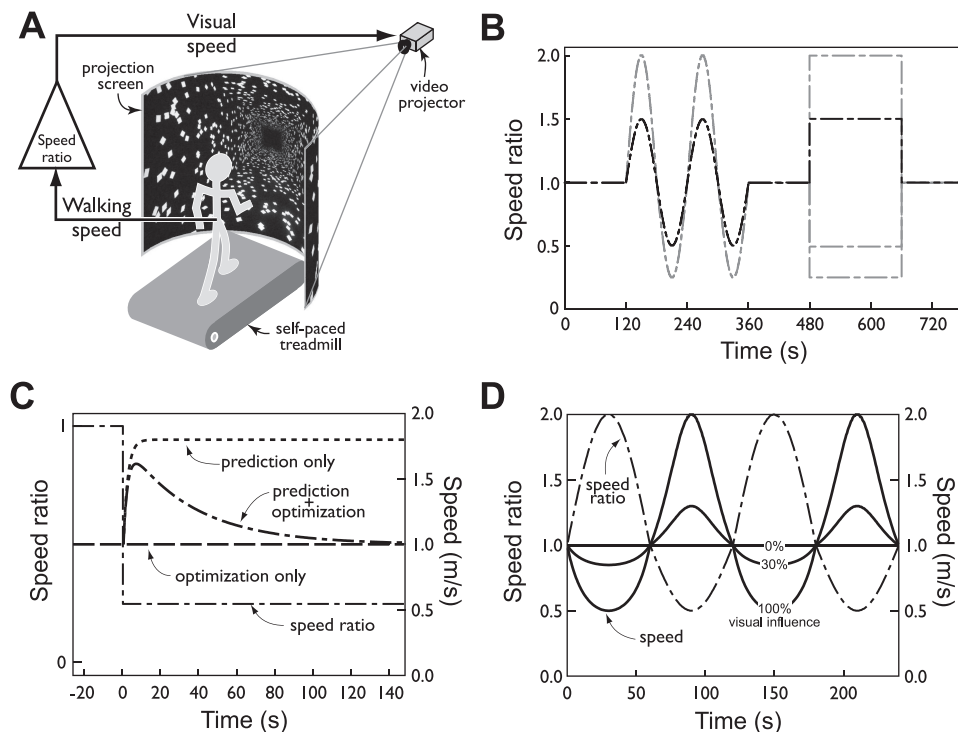 A
Visual
speed
projection
screen
video
projector
Speed
ratio
Walking
speed
self-paced
treadmill
B
Speed ratio
2.0
1.5
1.0
0.5
0
0 120 240 360 480 600 720
Time (s)
C
Speed ratio
1
0
prediction only
prediction
+
optimization
optimization only
speed ratio
2.0
1.5
1.0
0.5
0.0
Speed (m/s)
-20 0 20 40 60 80 100 120 140
Time (s)
D
Speed ratio
2.0
1.5
1.0
0.5
0
speed
ratio
0%
30%
100%
visual influence
speed
2.0
1.5
1.0
0.5
0.0
Speed (m/s)
0 50 100 150 200
Time (s)